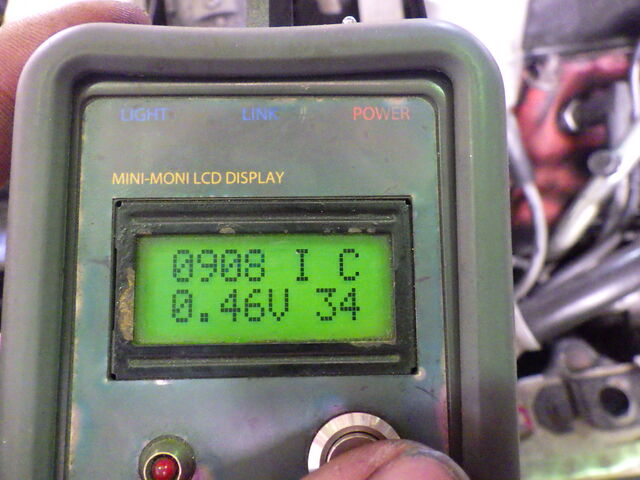 LIGHT LINK POWER
MINI-MONI LCD DISPLAY
0908 I C
0.46V 34